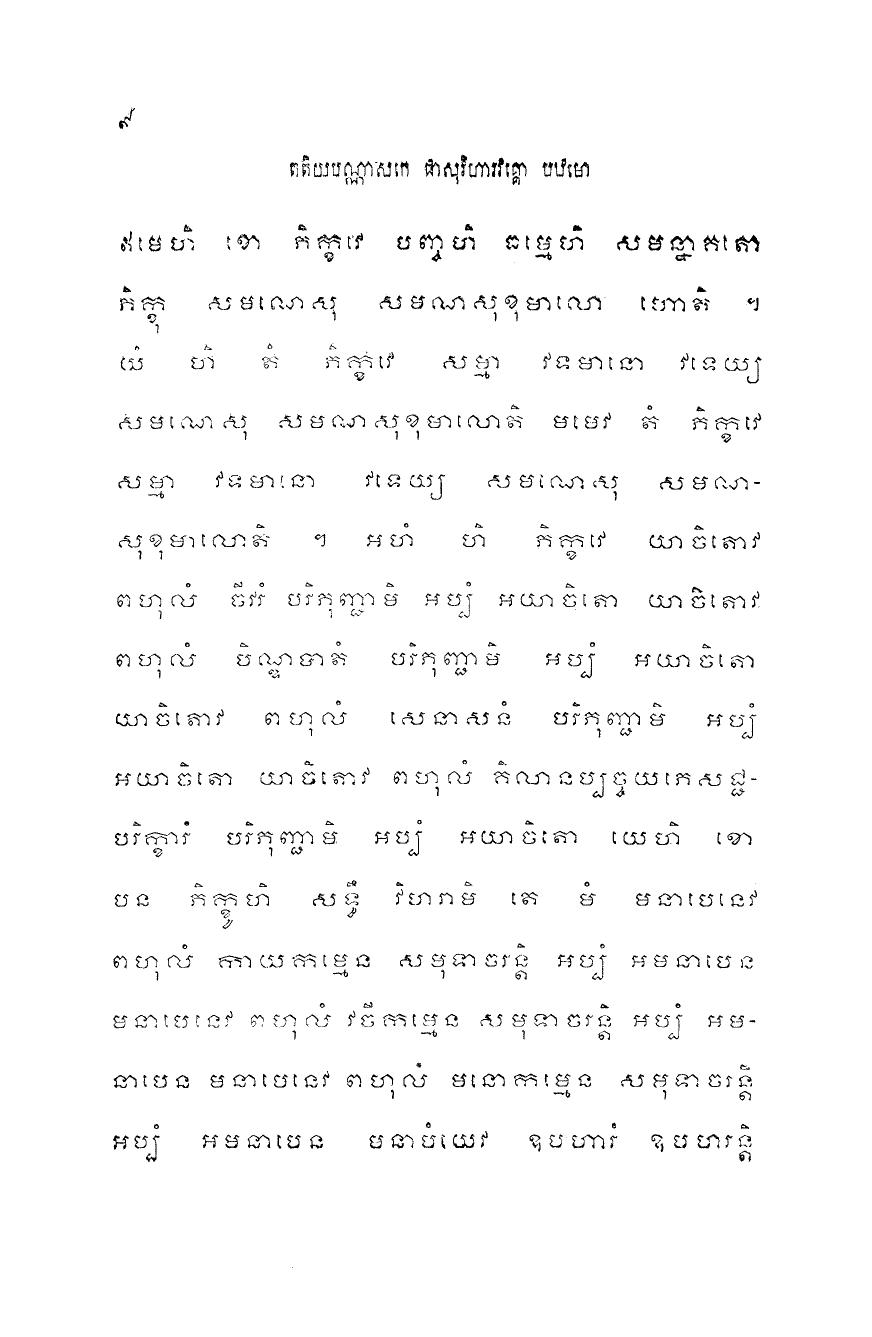 ៩
តតិយបណ្ណាសកេ ផាសុវិហារវគ្គោ បឋមោ
ឥមេហិ ខោ ភិក្ខវេ បញ្ចហិ ធម្មេហិ សមន្នាគតោ
ភិក្ខុ សមណេសុ សមណសុខុមាលោ ហោតិ ។
យំ ហិ តំ ភិក្ខវេ សម្មា វទមានោ វទេយ្យ
សមណេសុ សមណសុខុមាលោតិ មមេវ តំ ភិក្ខវេ
សម្មា វទមានោ វទេយ្យ សមណេសុ សមណ-
សុខុមាលោតិ ។ អហំ ហិ ភិក្ខវេ យាចិតោវ
ពហុលំ ចីវរំ បរិភុញ្ជាមិ អប្បំ អយាចិតោ យាចិតោវ
ពហុលំ បិណ្ឌបាតំ បរិភុញ្ជាមិ អប្បំ អយាចិតោ
យាចិតោវ ពហុលំ សេនាសនំ បរិភុញ្ជាមិ អប្បំ
អយាចិតោ យាចិតោវ ពហុលំ គិលានប្បច្ចយភេសជ្ជ-
បរិក្ខារំ បរិភុញ្ជាមិ អប្បំ អយាចិតោ យេហិ ខោ
បន ភិក្ខូហិ សទ្ធឹ វិហរាមិ តេ មំ មនាបេនេវ
ពហុលំ កាយកម្មេន សមុទាចរន្តិ អប្បំ អមនាបេន
មនាបេនេវ ពហុលំ វចីកម្មេន សមុទាចរន្តិ អប្បំ អម-
នាបេន មនាបេនេវ ពហុលំ មនោកម្មេន សមុទាចរន្តិ
អប្បំ អមនាបេន មនាបំយេវ ឧបហារំ ឧបហរន្តិ